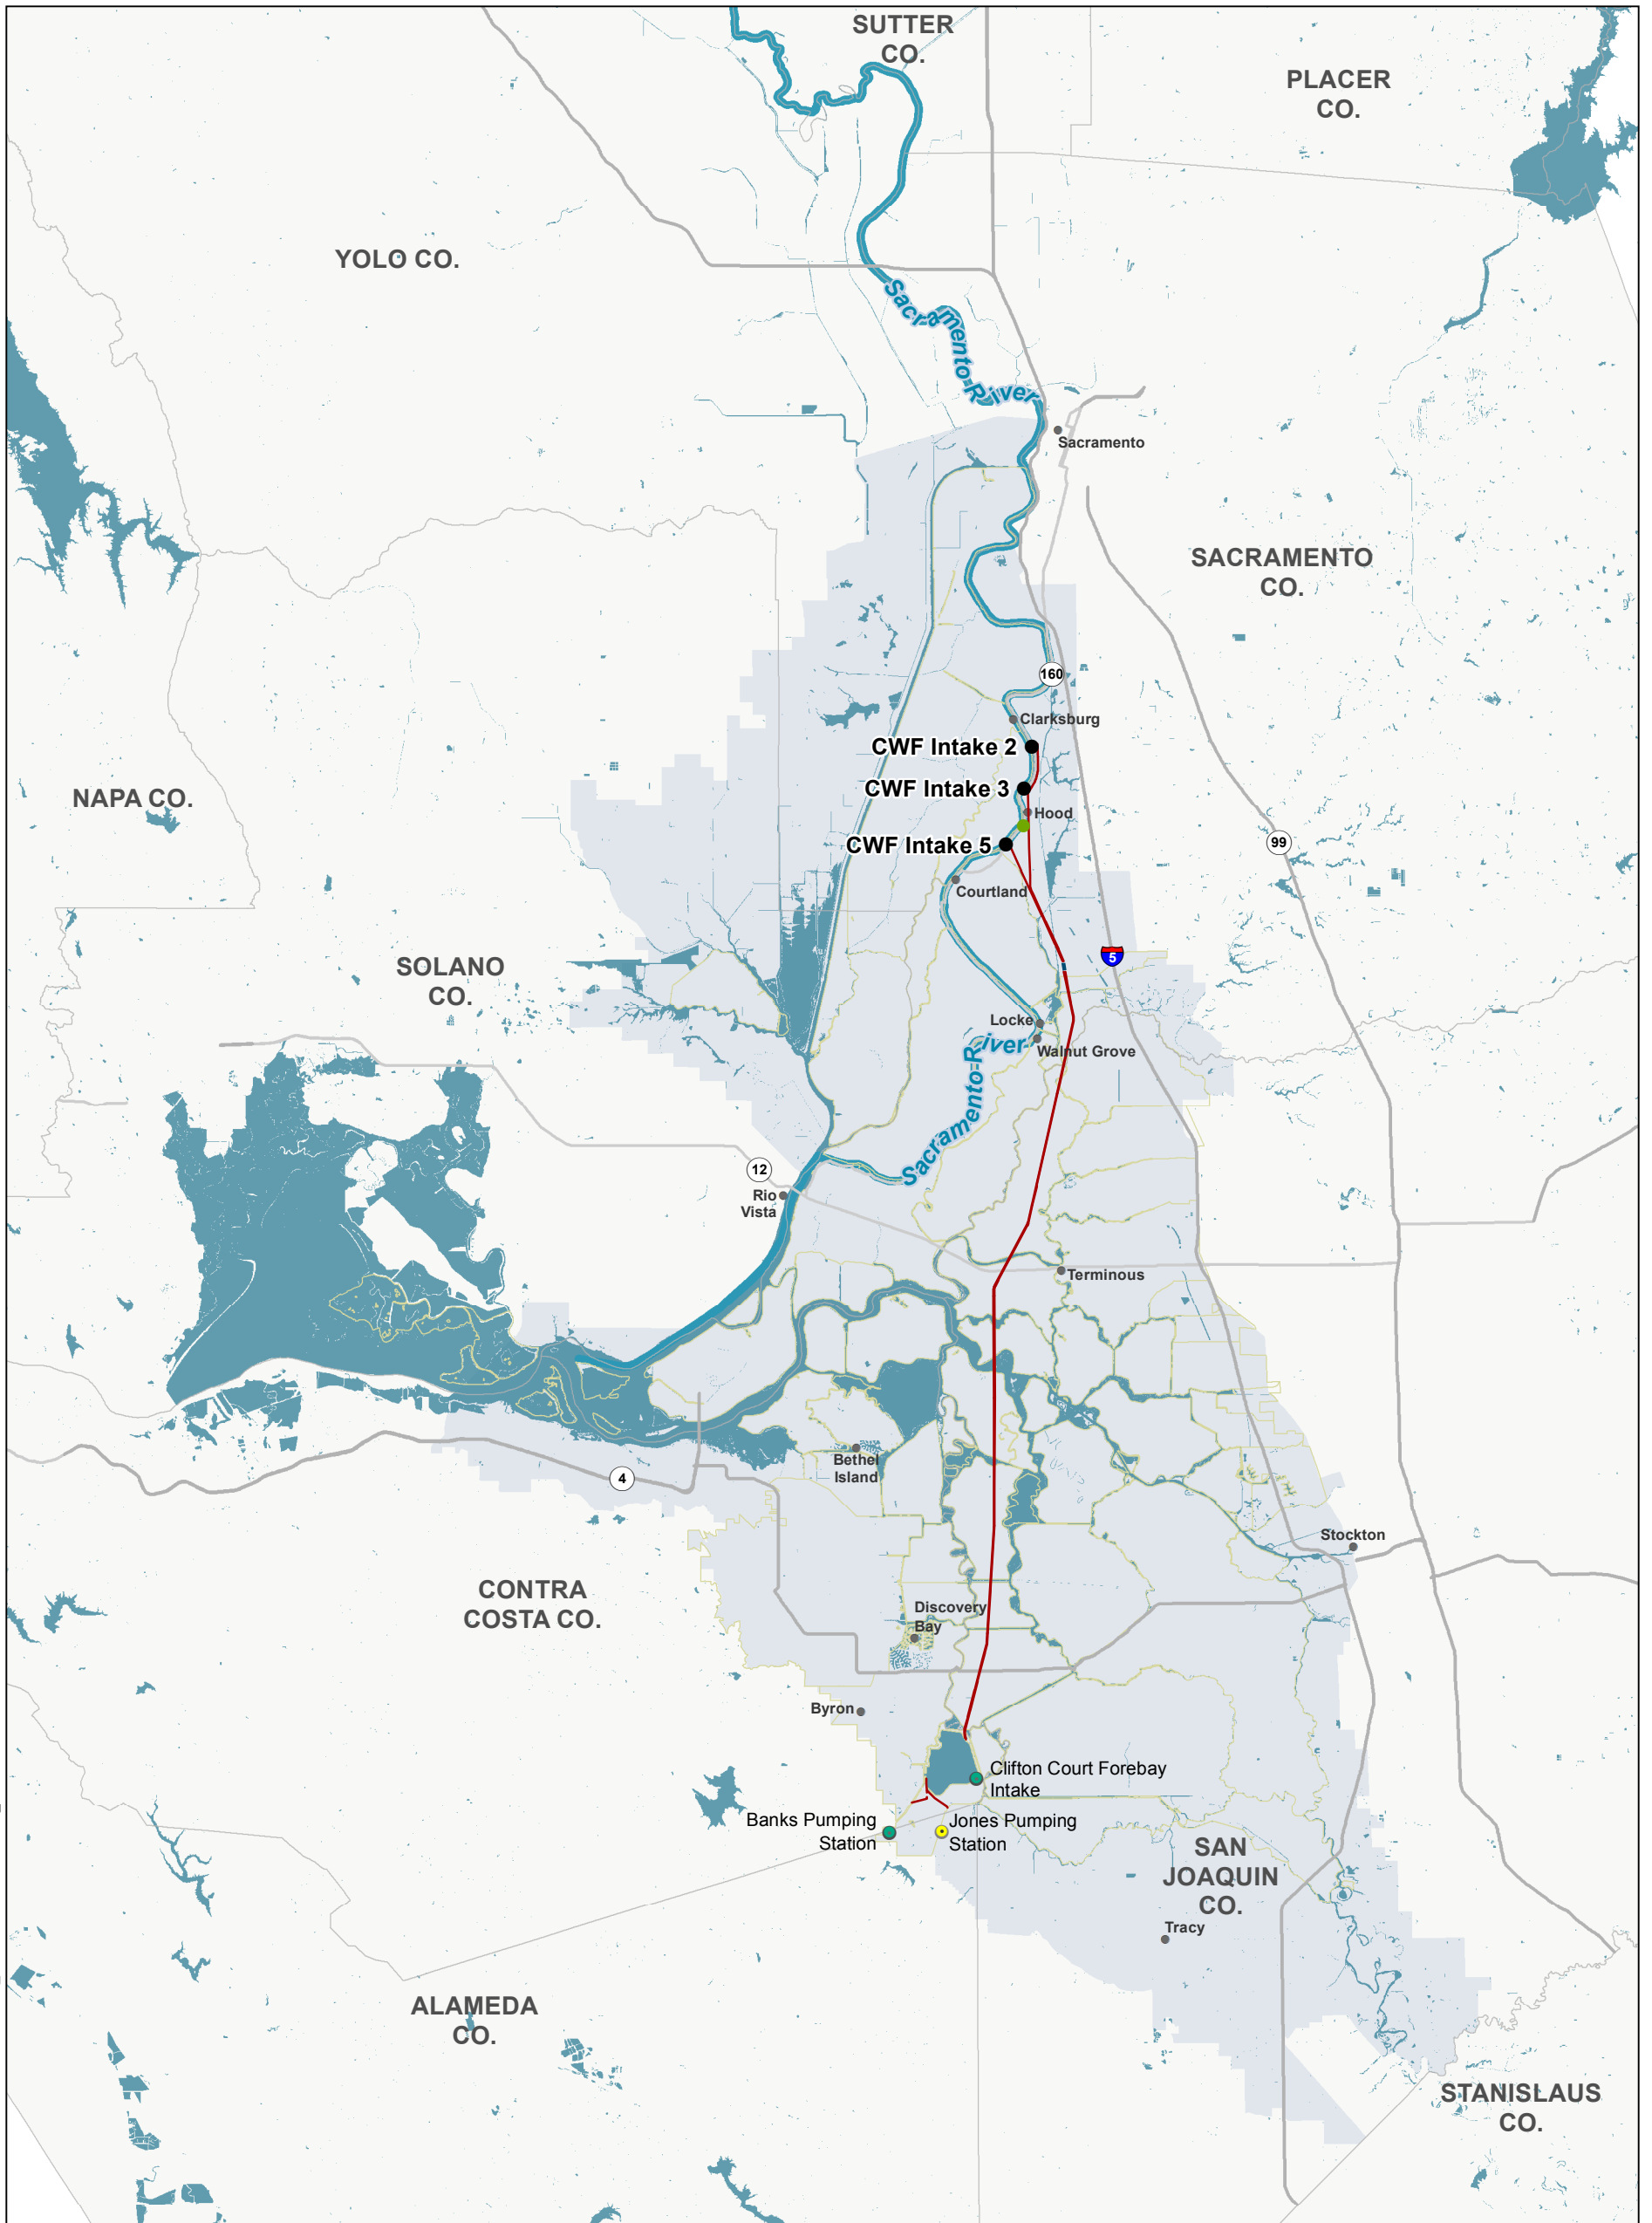 SUTTER
CO.
PLACER
CO.
YOLO CO.
Sacramento River
Sacramento
SACRAMENTO
CO.
160
Clarksburg
CWF Intake 2
NAPA CO.
CWF Intake 3
Hood
CWF Intake 5
99
Courtland
5
SOLANO
CO.
Locke
Walnut Grove
Sacramento River
12
Rio
Vista
Terminous
Bethel
Island
4
Stockton
CONTRA
COSTA CO.
Discovery
Bay
Byron
Clifton Court Forebay
Intake
Banks Pumping
Station
Jones Pumping
Station
SAN
JOAQUIN
CO.
Tracy
ALAMEDA
CO.
STANISLAUS
CO.